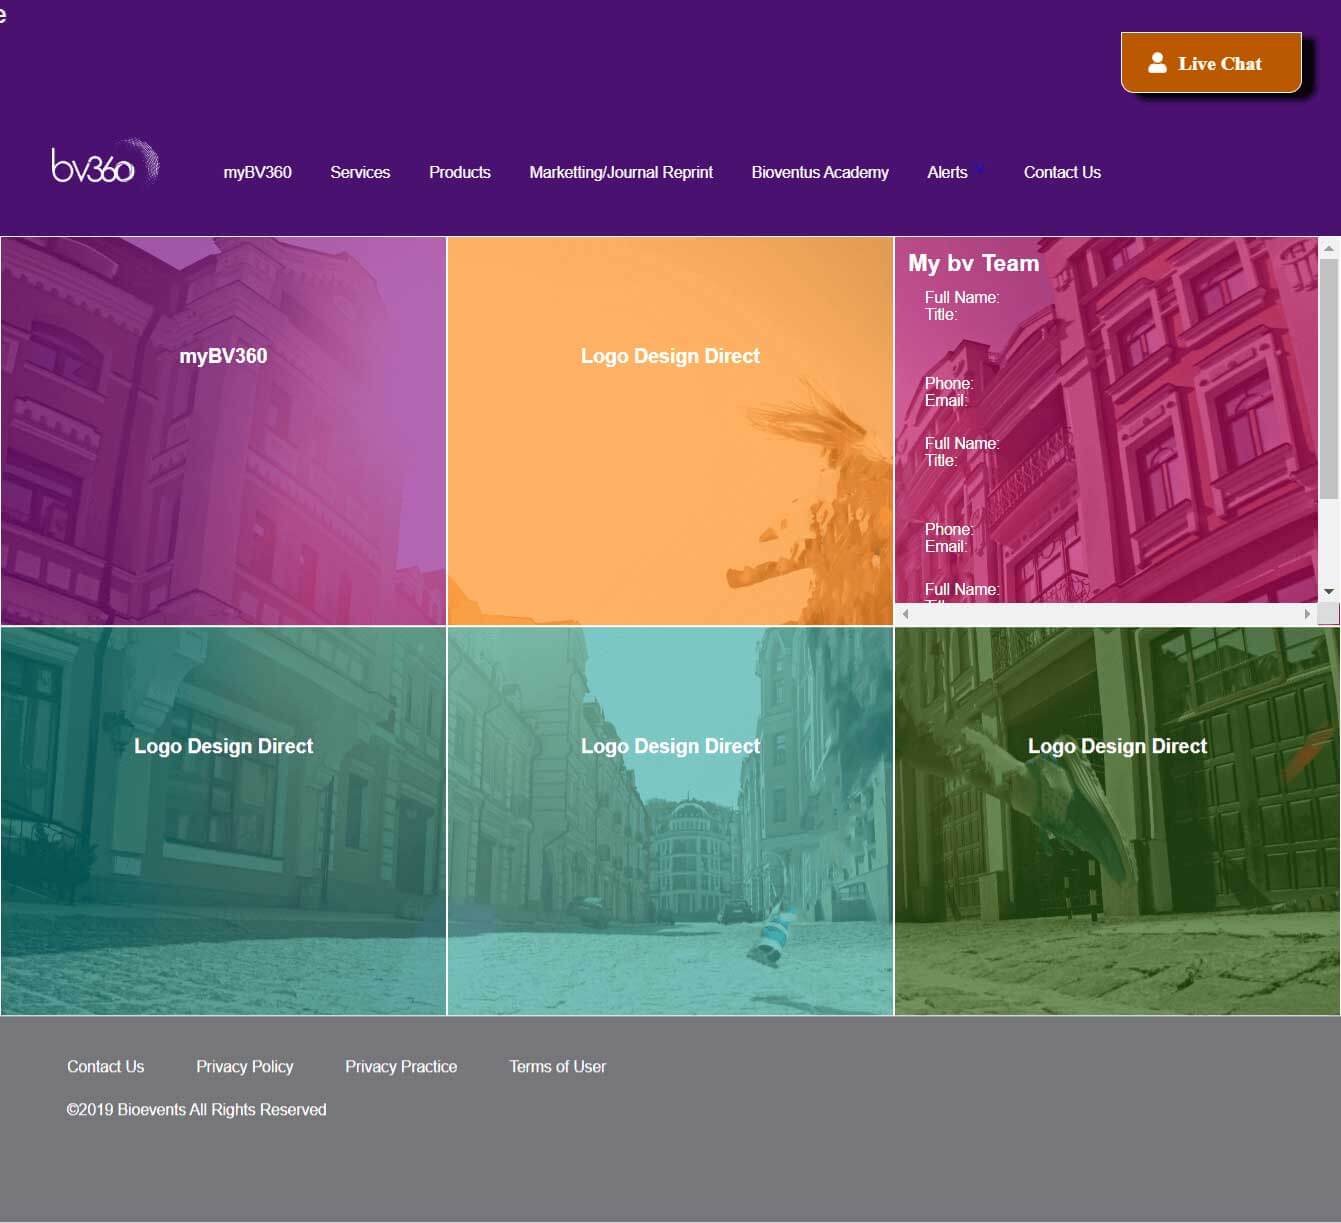 e
Live Chat
bv360
myBV360 Services Products Marketting/Journal Reprint Bioventus Academy Alerts Contact Us
myBV360
Logo Design Direct
My bv Team
Full Name:
Title:
Phone:
Email:
Full Name:
Title:
Phone:
Email:
Full Name:
Logo Design Direct
Logo Design Direct
Logo Design Direct
Contact Us Privacy Policy Privacy Practice Terms of User
©2019 Bioevents All Rights Reserved